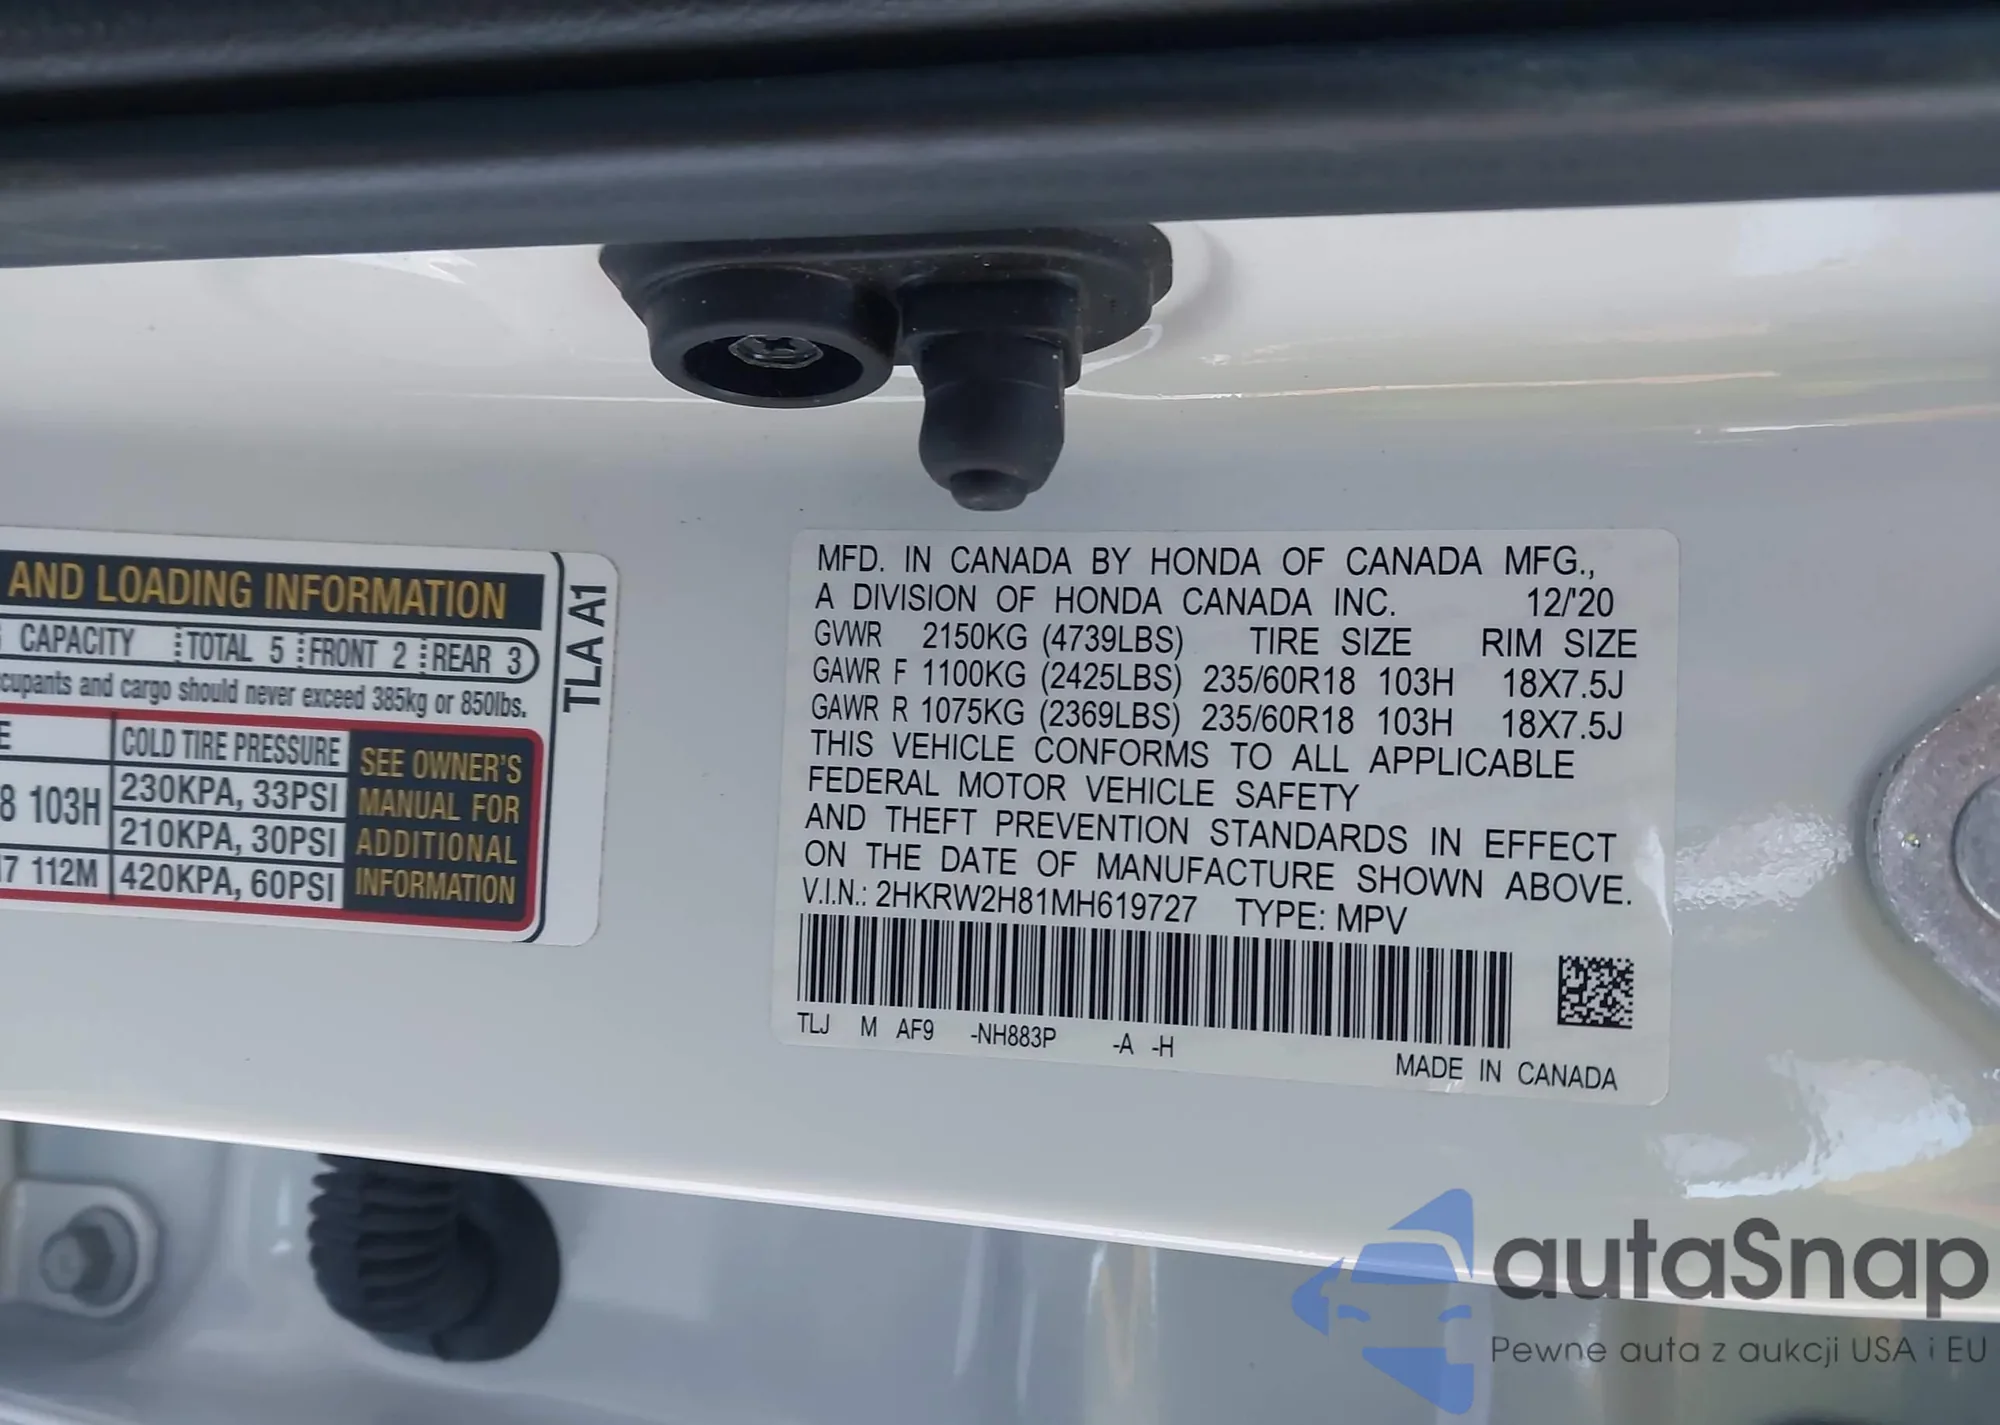 AND LOADING INFORMATION
CAPACITY TOTAL 5 FRONT 2 REAR 3
cupants and cargo should never exceed 385kg or 850lbs.
E COLD TIRE PRESSURE
8 103H 230KPA, 33PSI
210KPA, 30PSI
17 112M 420KPA, 60PSI
SEE OWNER'S
MANUAL FOR
ADDITIONAL
INFORMATION
TLA A1
MFD. IN CANADA BY HONDA OF CANADA MFG.,
A DIVISION OF HONDA CANADA INC. 12/'20
GVWR 2150KG (4739LBS) TIRE SIZE RIM SIZE
GAWR F 1100KG (2425LBS) 235/60R18 103H 18X7.5J
GAWR R 1075KG (2369LBS) 235/60R18 103H 18X7.5J
THIS VEHICLE CONFORMS TO ALL APPLICABLE
FEDERAL MOTOR VEHICLE SAFETY
AND THEFT PREVENTION STANDARDS IN EFFECT
ON THE DATE OF MANUFACTURE SHOWN ABOVE.
V.I.N.: 2HKRW2H81MH619727 TYPE: MPV
TLJ M AF9 -NH883P -A -H
MADE IN CANADA
autaSnap
Pewne auta z aukcji USA i EU